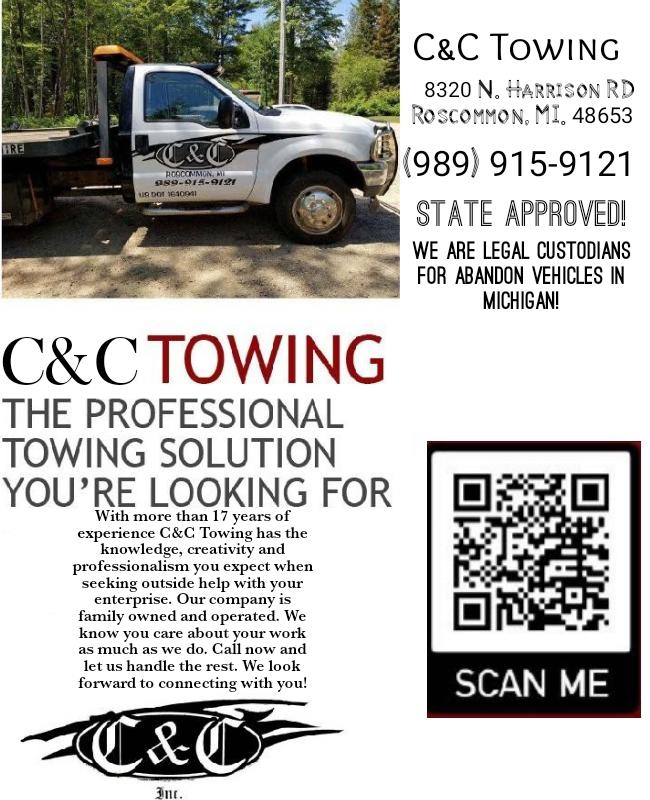 C&C Towing
8320 N. Harrison RD
Roscommon, MI. 48653
(989) 915-9121
STATE APPROVED!
WE ARE LEGAL CUSTODIANS
FOR ABANDON VEHICLES IN
MICHIGAN!
IRE
C&C
ROSCOMMON, MI
989-915-9121
US DOT 1640941
C&C TOWING
THE PROFESSIONAL
TOWING SOLUTION
YOU'RE LOOKING FOR
With more than 17 years of
experience C&C Towing has the
knowledge, creativity and
professionalism you expect when
seeking outside help with your
enterprise. Our company is
family owned and operated. We
know you care about your work
as much as we do. Call now and
let us handle the rest. We look
forward to connecting with you!
SCAN ME
C&C
Inc.